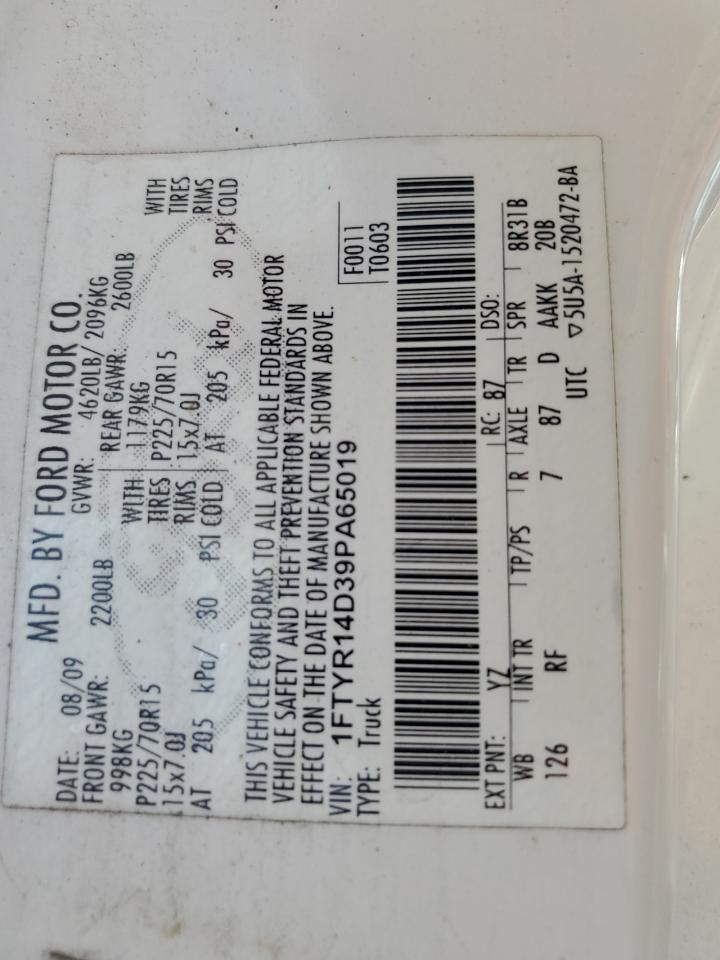 MFD. BY FORD MOTOR CO.
DATE: 08/09 GVWR: 4620LB/ 2096KG
FRONT GAWR: 2200LB REAR GAWR: 2600LB
998KG WITH 1179KG WITH
P225/70R15 TIRES P225/70R15 TIRES
15x7.0J RIMS 15x7.0J RIMS
AT 205 kPa/ 30 PSI COLD AT 205 kPa/ 30 PSI COLD
THIS VEHICLE CONFORMS TO ALL APPLICABLE FEDERAL MOTOR
VEHICLE SAFETY AND THEFT PREVENTION STANDARDS IN
EFFECT ON THE DATE OF MANUFACTURE SHOWN ABOVE.
VIN: 1FTYR14D39PA65019 F0011
TYPE: Truck T0603
EXT PNT: YZ RC: 87 DSO:
WB INT TR TP/PS R AXLE TR SPR 8R31B
126 RF 7 87 D AAKK 20B
UTC ▽5U5A-1520472-BA